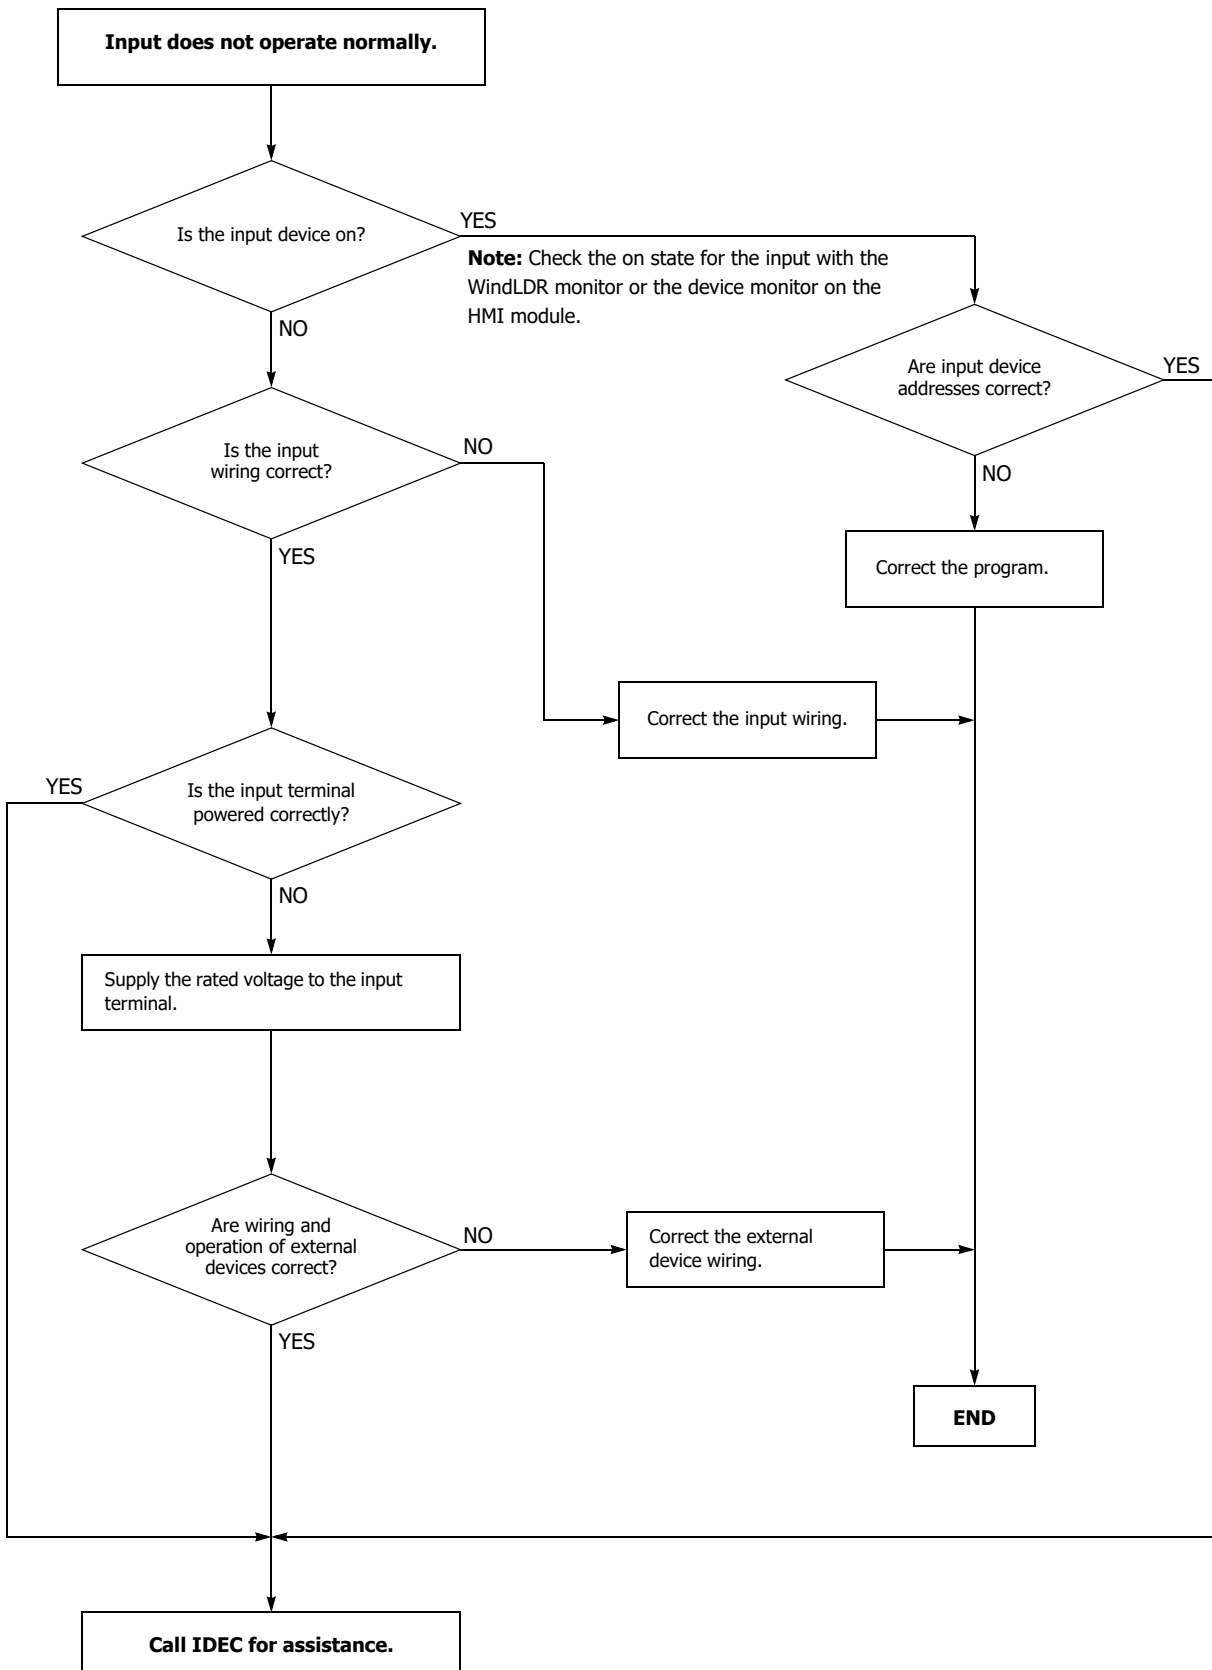 Input does not operate normally.
Is the input device on?
YES
Note: Check the on state for the input with the
WindLDR monitor or the device monitor on the
HMI module.
NO
Are input device
addresses correct?
YES
NO
Is the input
wiring correct?
NO
YES
Correct the program.
Correct the input wiring.
YES
Is the input terminal
powered correctly?
NO
Supply the rated voltage to the input
terminal.
Are wiring and
operation of external
devices correct?
NO
Correct the external
device wiring.
YES
END
Call IDEC for assistance.